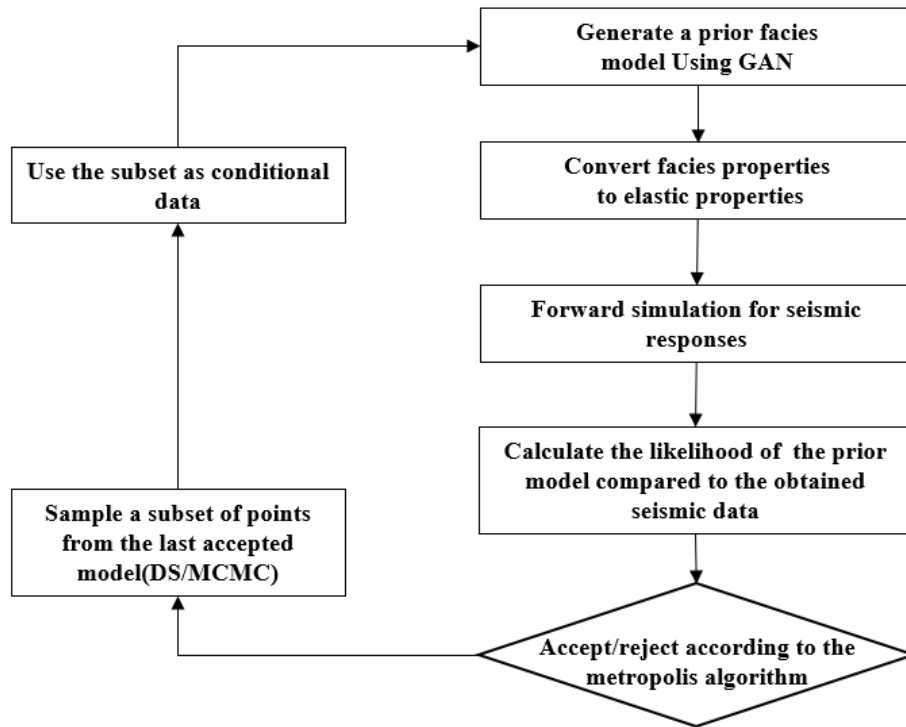 Generate a prior facies
model Using GAN
Convert facies properties
to elastic properties
Forward simulation for seismic
responses
Calculate the likelihood of the prior
model compared to the obtained
seismic data
Accept/reject according to the
metropolis algorithm
Sample a subset of points
from the last accepted
model(DS/MCMC)
Use the subset as conditional
data